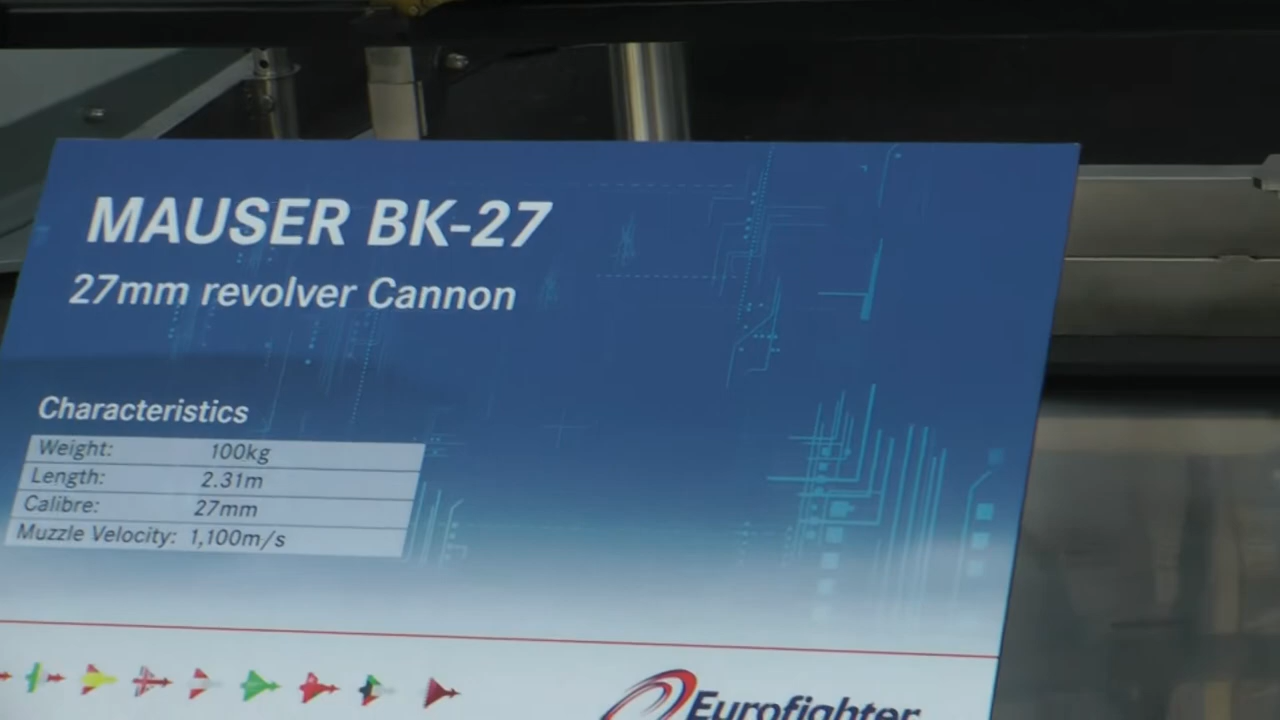 MAUSER BK-27
27mm revolver Cannon
Characteristics
Weight: 100kg
Length: 2.31m
Calibre: 27mm
Muzzle Velocity: 1,100m/s
Eurofighter